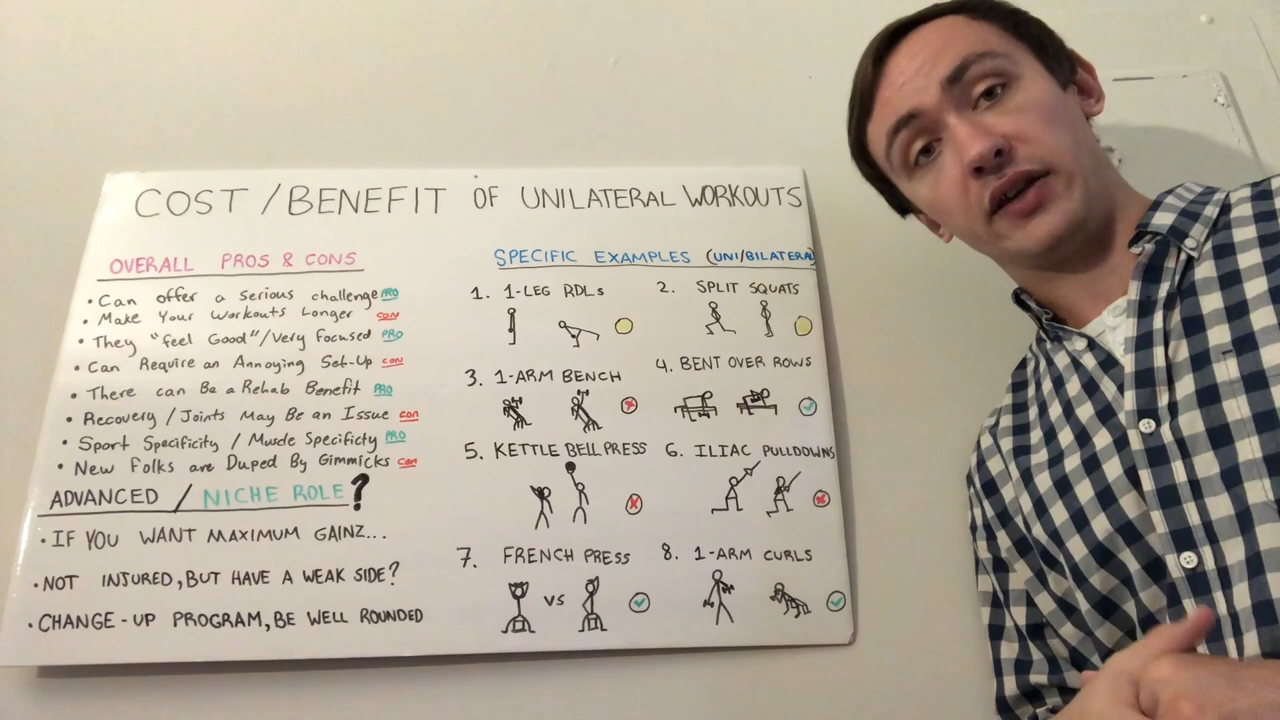 COST/BENEFIT OF UNILATERAL WORKOUTS
OVERALL PROS & CONS
• Can offer a serious challenge PRO
• Make Your Workouts Longer CON
• They "feel Good"/Very Focused PRO
• Can Require an Annoying Set-Up CON
• There can Be a Rehab Benefit PRO
• Recovery / Joints May Be an Issue CON
• Sport Specificity / Muscle Specificty PRO
• New Folks are Duped By Gimmicks CON
ADVANCED / NICHE ROLE?
• IF YOU WANT MAXIMUM GAINZ...
• NOT INJURED, BUT HAVE A WEAK SIDE?
• CHANGE-UP PROGRAM, BE WELL ROUNDED
SPECIFIC EXAMPLES (UNI/BILATERAL)
1. 1-LEG RDLs
2. SPLIT SQUATS
3. 1-ARM BENCH
4. BENT OVER ROWS
5. KETTLE BELL PRESS
6. ILIAC PULLDOWNS
7. FRENCH PRESS
VS
8. 1-ARM CURLS